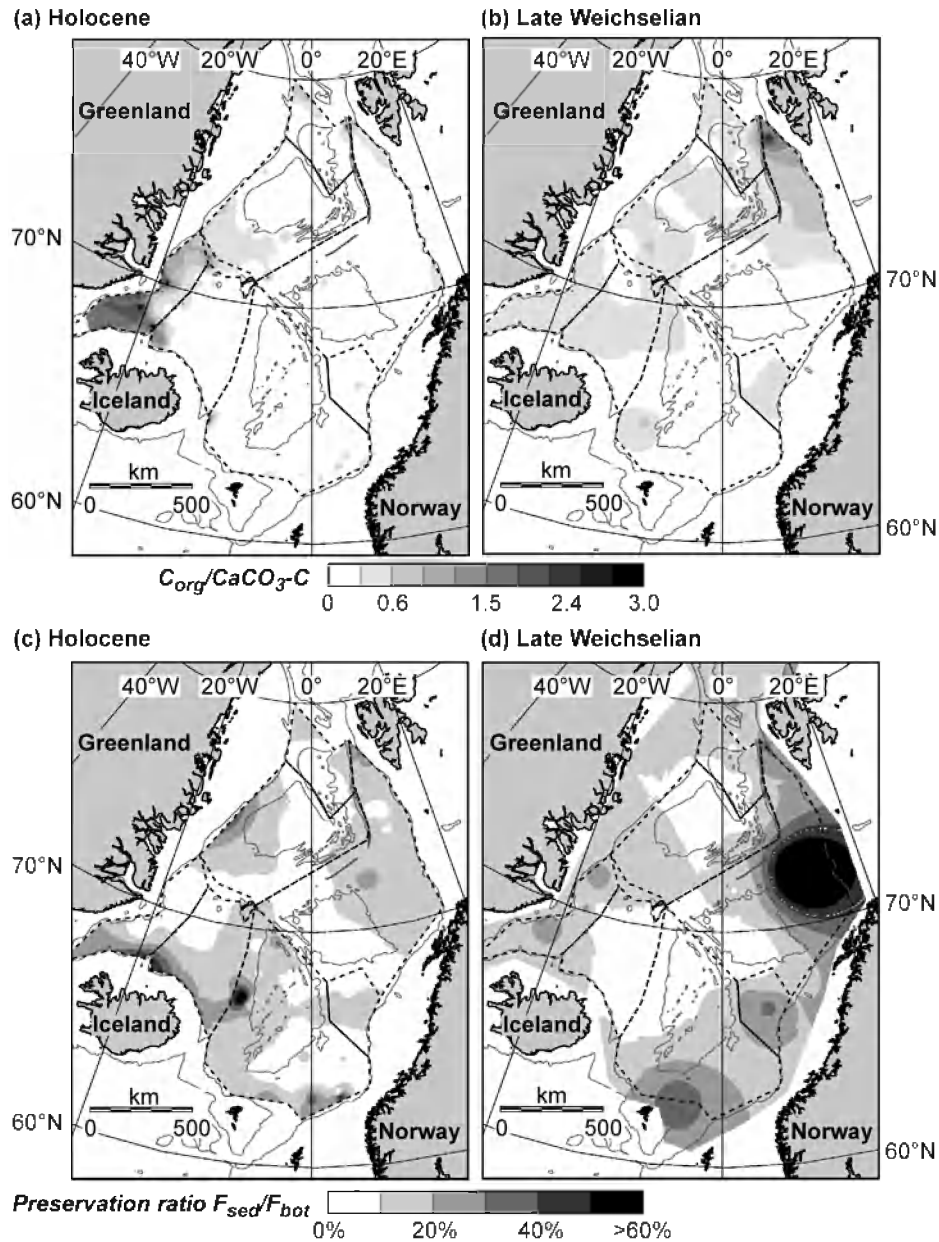 (a) Holocene
(b) Late Weichselian
40°W 20°W 0° 20°E
40°W 20°W 0° 20°E
Greenland
Greenland
70°N
70°N
Iceland
Iceland
km
0 500
km
0 500
60°N
60°N
Norway
Norway
Corg/CaCO3-C
0 0.6 1.5 2.4 3.0
(c) Holocene
(d) Late Weichselian
40°W 20°W 0° 20°E
40°W 20°W 0° 20°E
Greenland
Greenland
70°N
70°N
Iceland
Iceland
km
0 500
km
0 500
60°N
60°N
Norway
Norway
Preservation ratio Fsed/Fbot
0% 20% 40% >60%